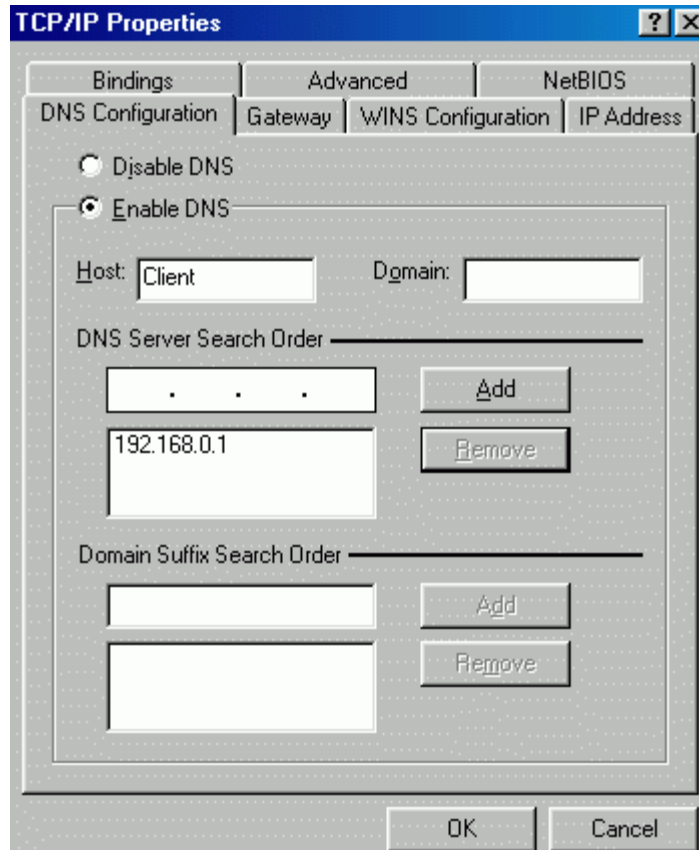 TCP/IP Properties
Bindings Advanced NetBIOS
DNS Configuration Gateway WINS Configuration IP Address
Disable DNS
Enable DNS
Host: Client Domain:
DNS Server Search Order
. . . Add
192.168.0.1 Remove
Domain Suffix Search Order
Add
Remove
OK Cancel